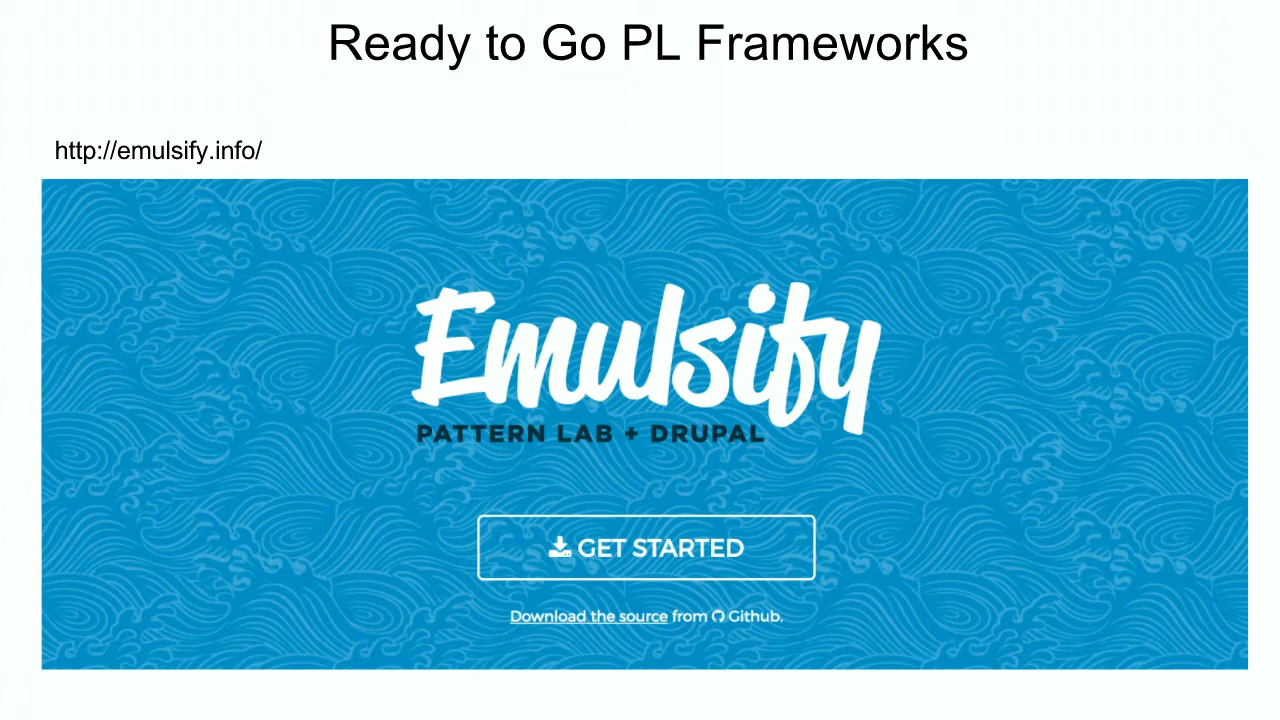 Ready to Go PL Frameworks
http://emulsify.info/
Emulsify
PATTERN LAB + DRUPAL
GET STARTED
Download the source from Github.